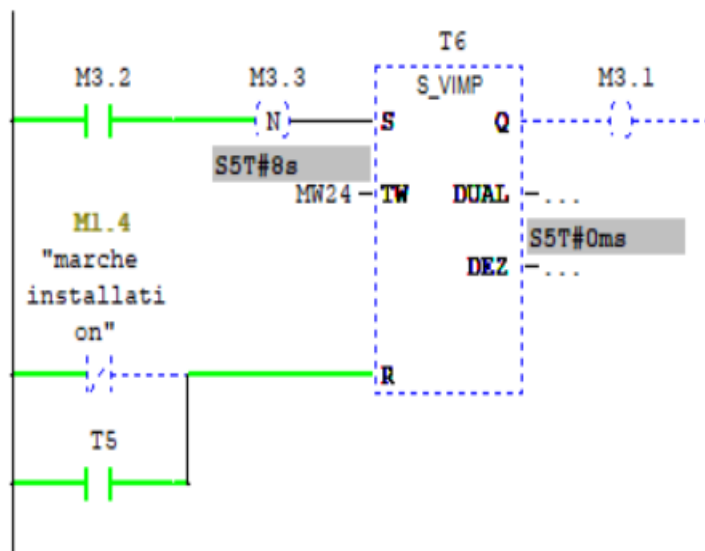 T6
M3.2 M3.3 S_VIMP M3.1
N S Q
S5T#8s
MW24 TW DUAL ...
M1.4
S5T#0ms
"marche
DEZ ...
installati
on"
R
T5